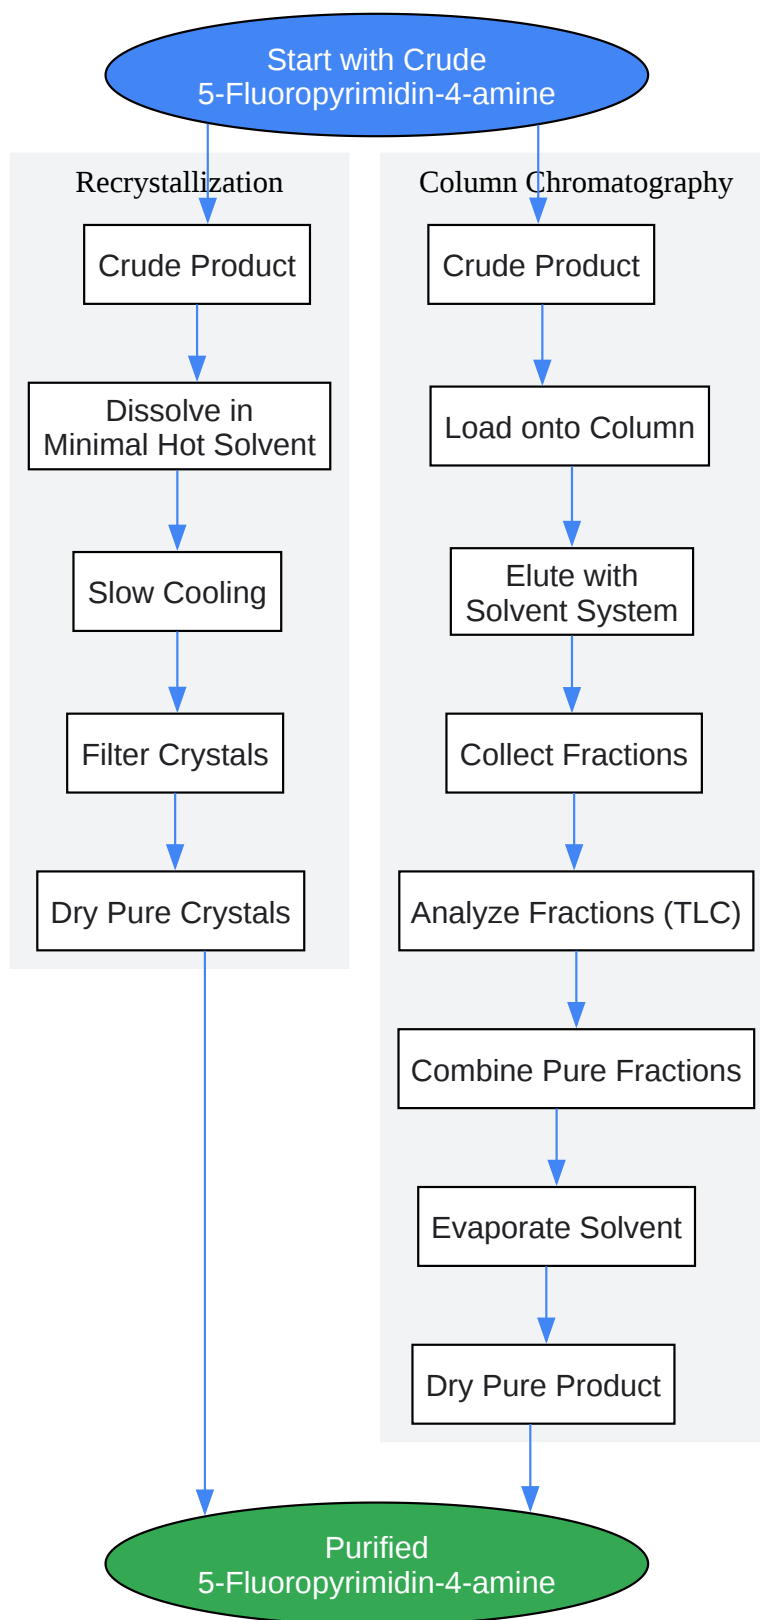 Start with Crude
5-Fluoropyrimidin-4-amine
Recrystallization
Crude Product
Dissolve in
Minimal Hot Solvent
Slow Cooling
Filter Crystals
Dry Pure Crystals
Column Chromatography
Crude Product
Load onto Column
Elute with
Solvent System
Collect Fractions
Analyze Fractions (TLC)
Combine Pure Fractions
Evaporate Solvent
Dry Pure Product
Purified
5-Fluoropyrimidin-4-amine